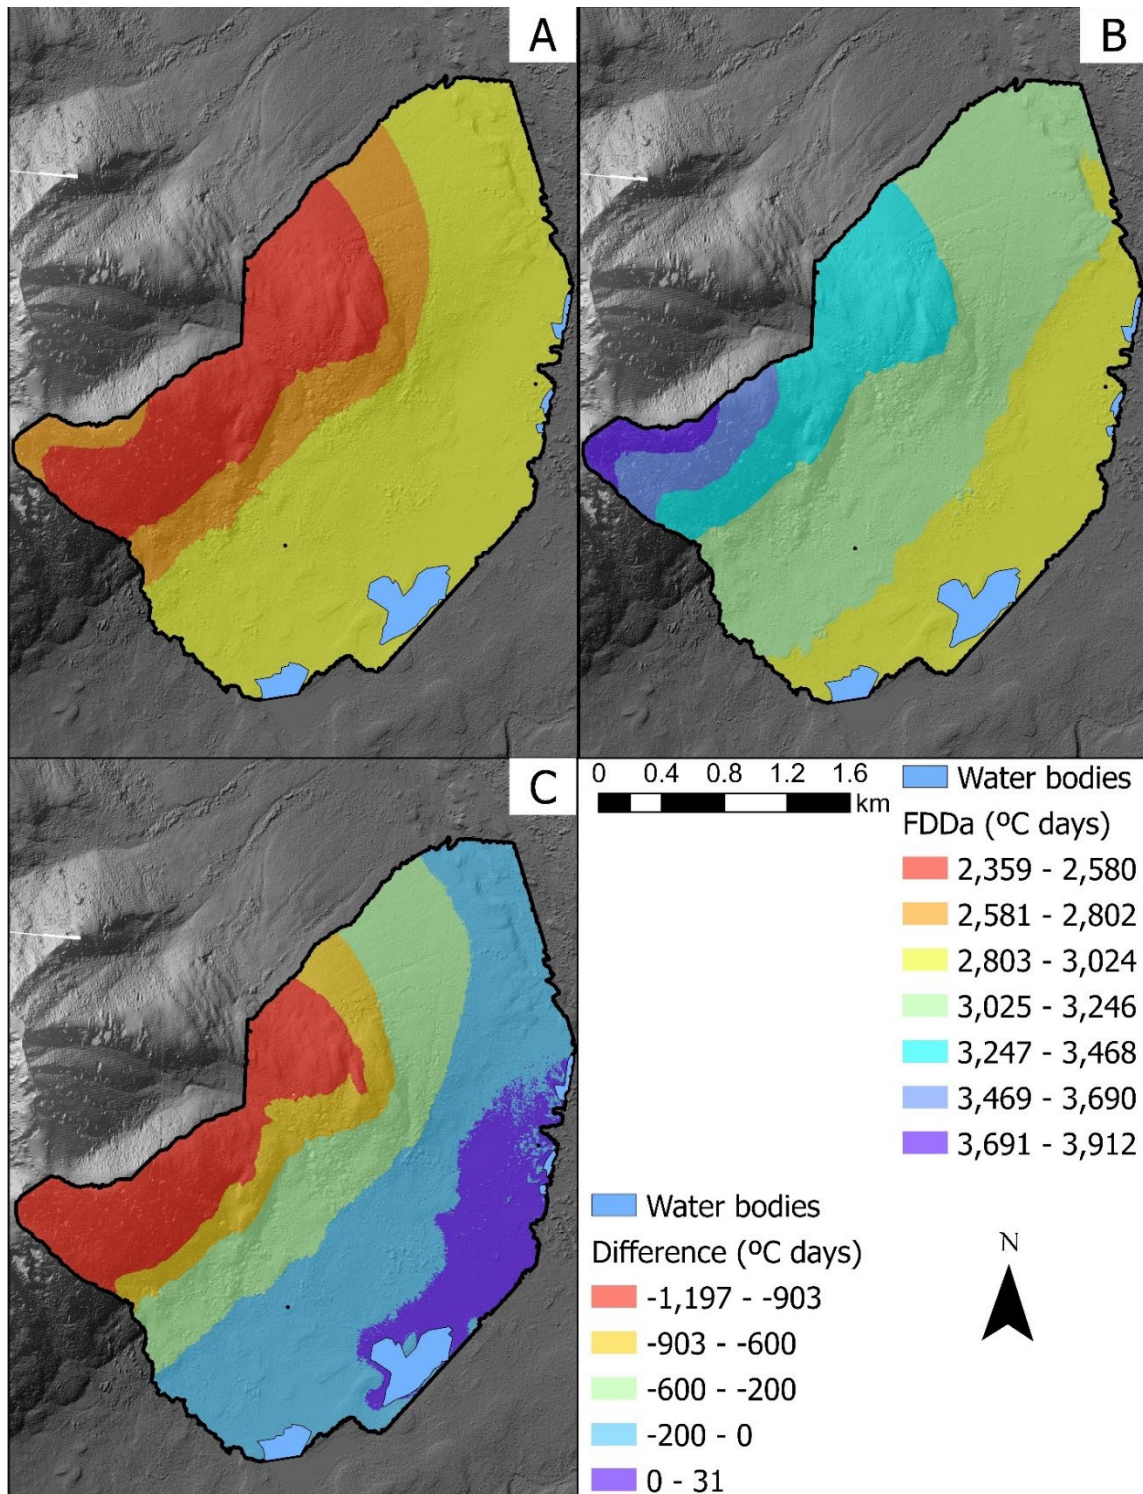 A
B
C
0 0.4 0.8 1.2 1.6
km
Water bodies
FDDa (ºC days)
2,359 - 2,580
2,581 - 2,802
2,803 - 3,024
3,025 - 3,246
3,247 - 3,468
3,469 - 3,690
3,691 - 3,912
Water bodies
Difference (ºC days)
-1,197 - -903
-903 - -600
-600 - -200
-200 - 0
0 - 31
N